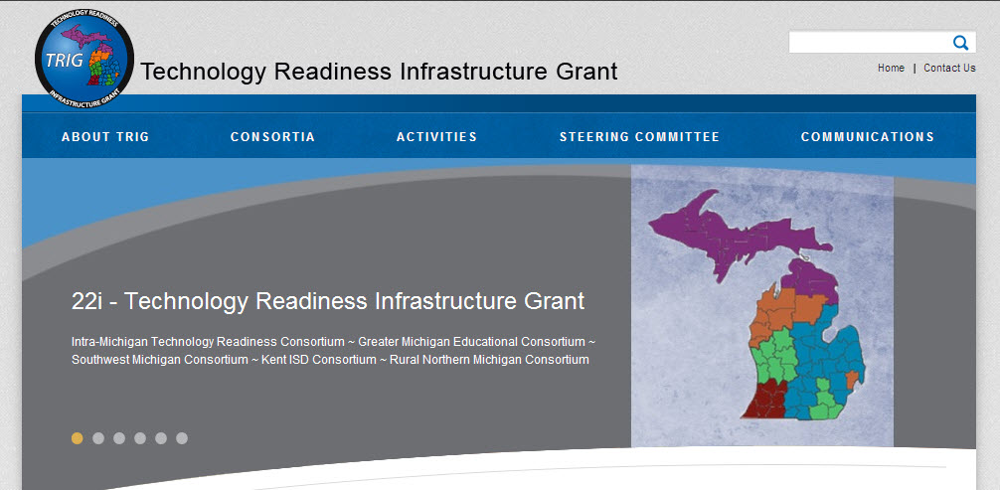 TECHNOLOGY READINESS
TRIG
INFRASTRUCTURE GRANT
Technology Readiness Infrastructure Grant
Home | Contact Us
ABOUT TRIG CONSORTIA ACTIVITIES STEERING COMMITTEE COMMUNICATIONS
22i - Technology Readiness Infrastructure Grant
Intra-Michigan Technology Readiness Consortium ~ Greater Michigan Educational Consortium ~
Southwest Michigan Consortium ~ Kent ISD Consortium ~ Rural Northern Michigan Consortium